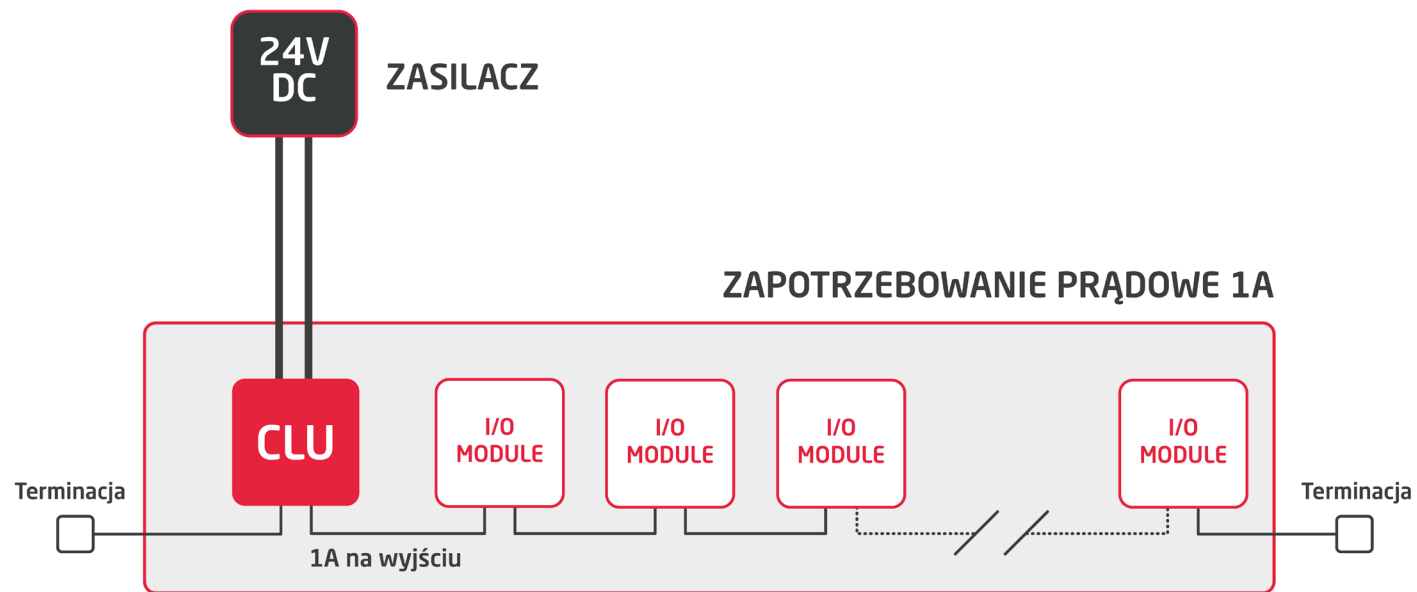 24V
DC
ZASILACZ
ZAPOTRZEBOWANIE PRĄDOWE 1A
CLU
I/O
MODULE
I/O
MODULE
I/O
MODULE
I/O
MODULE
Terminacja
Terminacja
1A na wyjściu